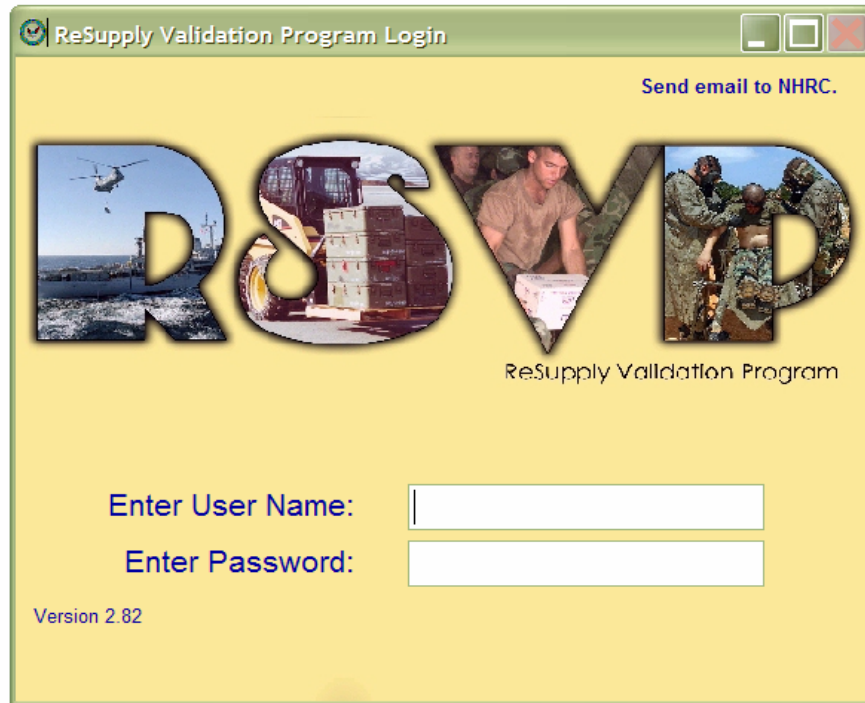 ReSupply Validation Program Login
Send email to NHRC.
RSVP
ReSupply Validation Program
Enter User Name:
Enter Password:
Version 2.82